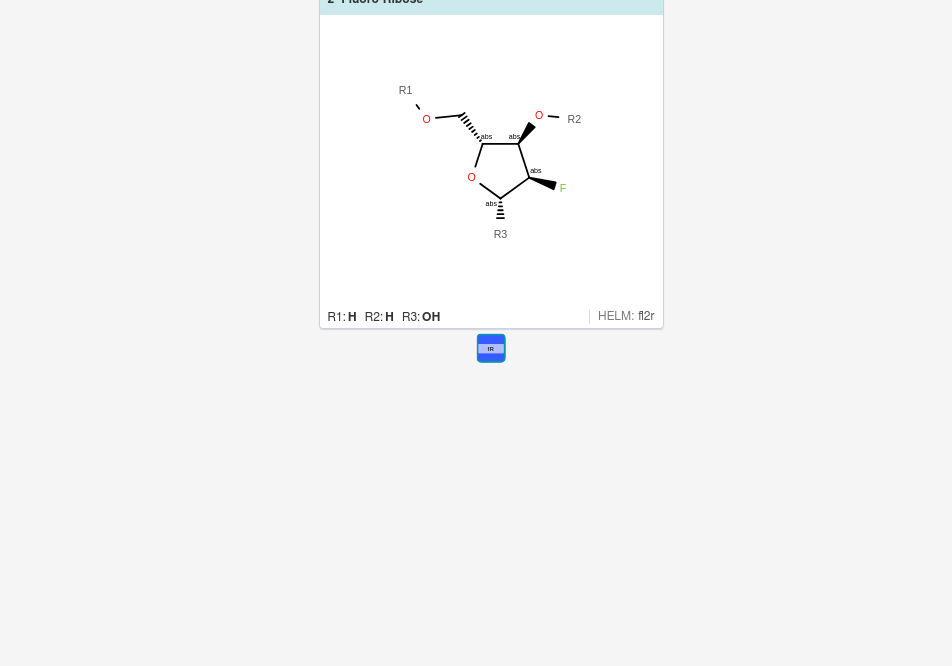 2'-Fluoro-Ribose
R1
O
O
R2
abs
abs
O
abs
F
abs
R3
R1: H R2: H R3: OH
HELM: fl2r
fR